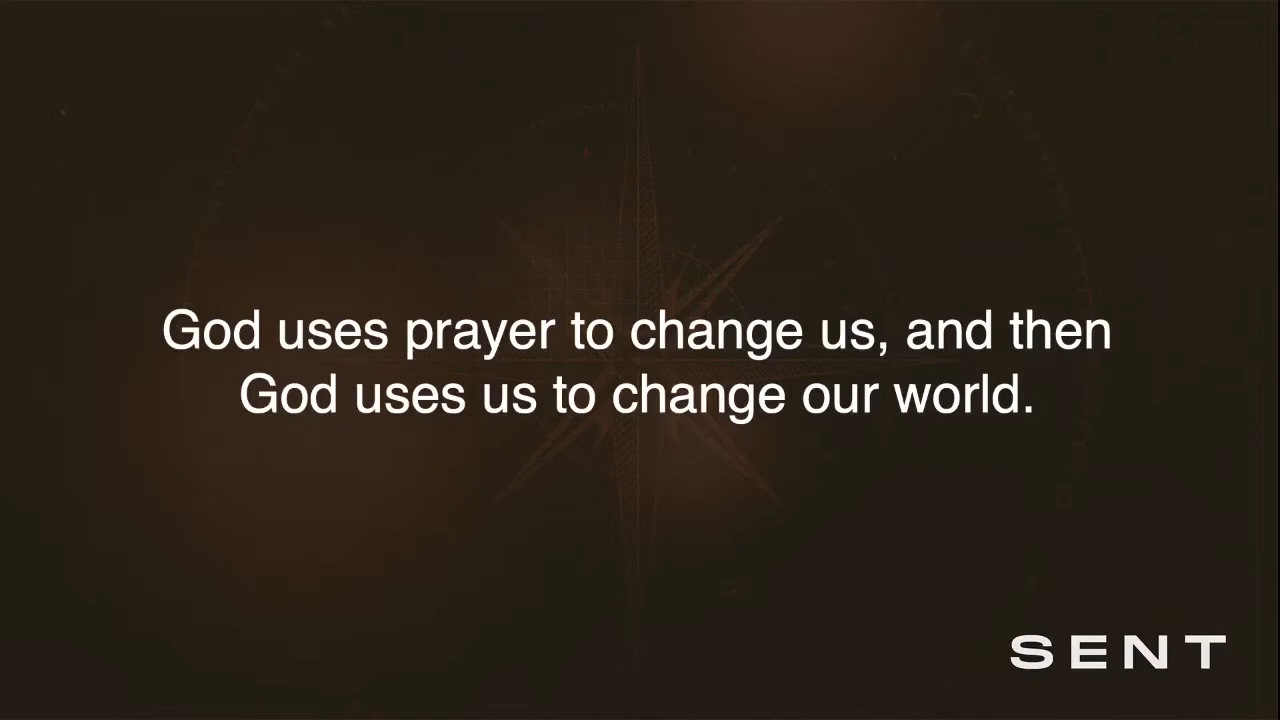 God uses prayer to change us, and then
God uses us to change our world.
SENT